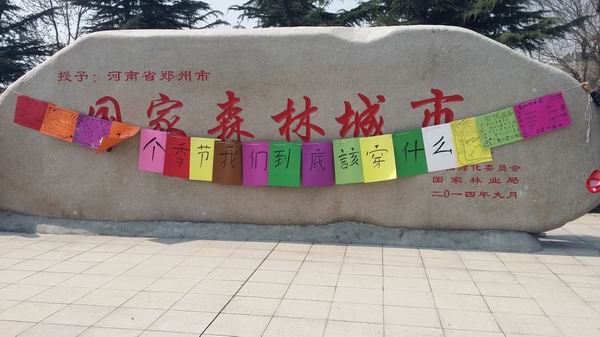 授予：河南省郑州市
国家森林城市
个季节我们到底該穿什么
绿化委员会
国家林业局
二〇一四年九月